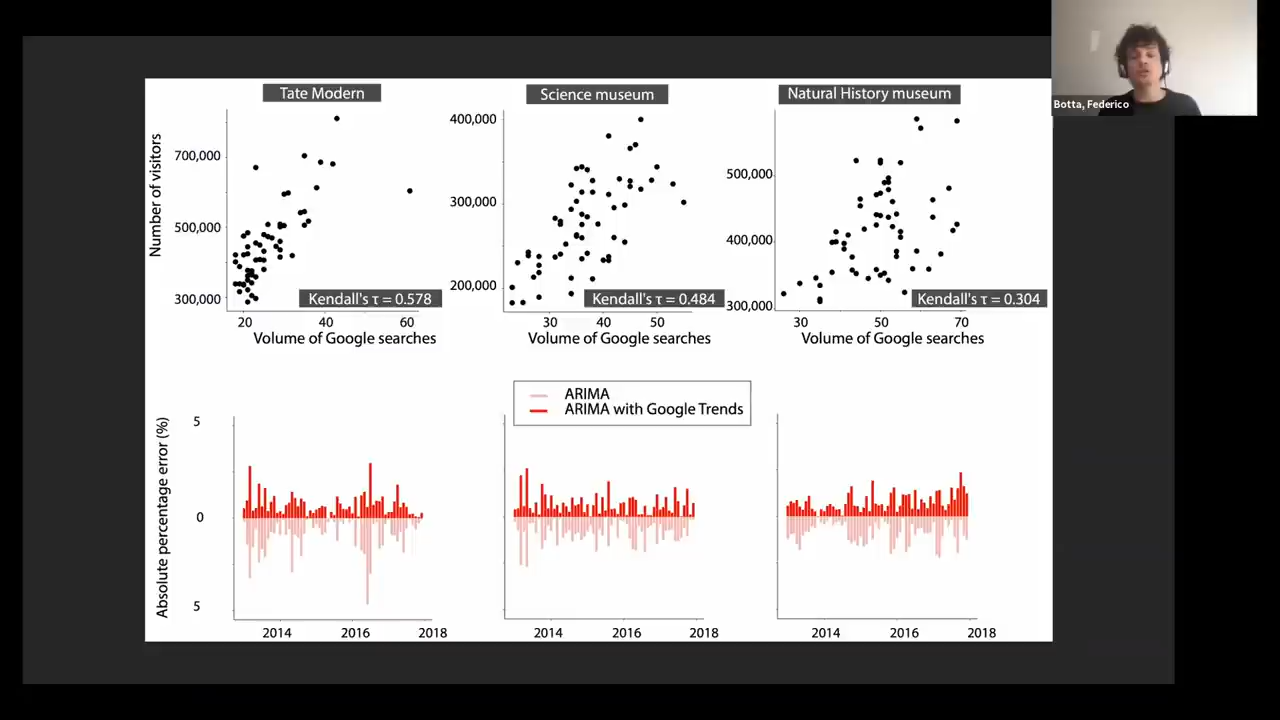 Tate Modern
Science museum
Natural History museum
Botta, Federico
Number of visitors
700,000
500,000
300,000
20
40
60
Volume of Google searches
Kendall's τ = 0.578
400,000
300,000
200,000
30
40
50
Volume of Google searches
Kendall's τ = 0.484
500,000
400,000
300,000
30
50
70
Volume of Google searches
Kendall's τ = 0.304
ARIMA
ARIMA with Google Trends
Absolute percentage error (%)
5
0
5
2014
2016
2018
2014
2016
2018
2014
2016
2018